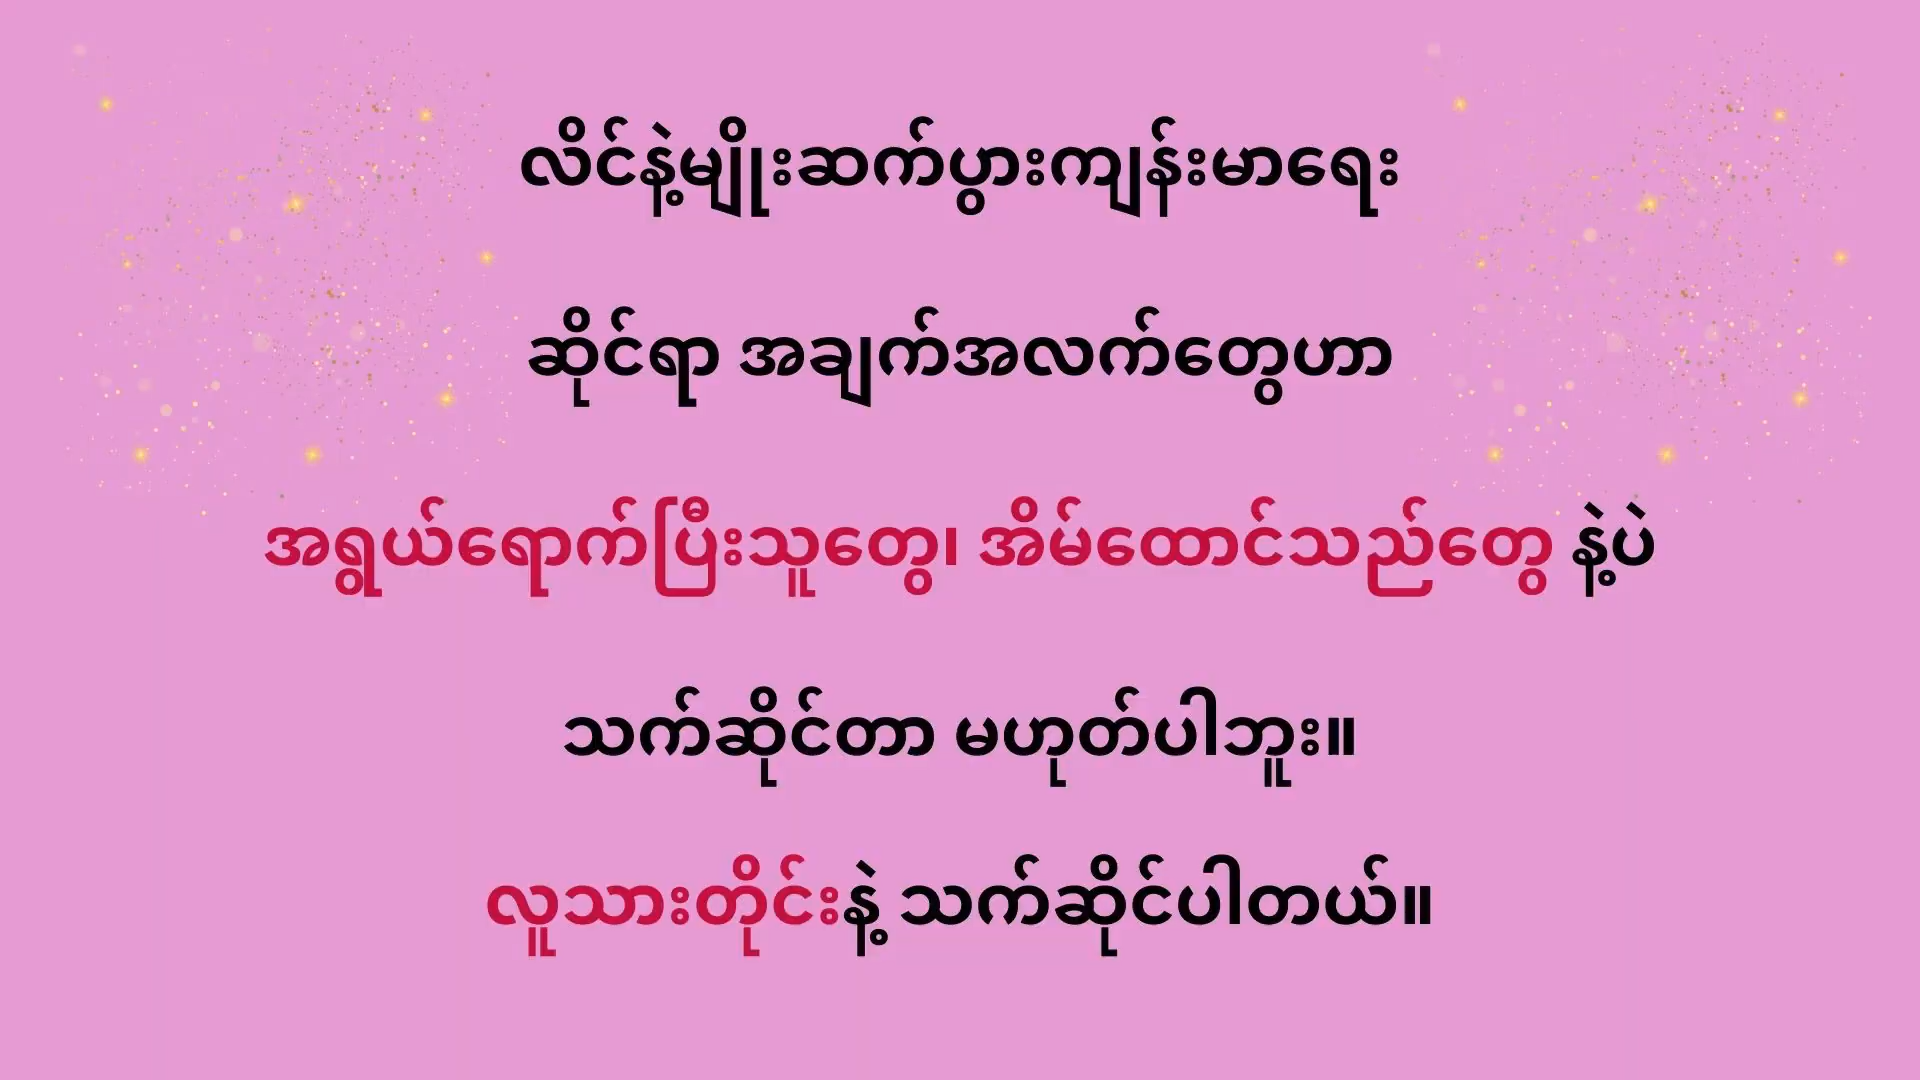 လိင်နဲ့မျိုးဆက်ပွားကျန်းမာရေး
ဆိုင်ရာ အချက်အလက်တွေဟာ
အရွယ်ရောက်ပြီးသူတွေ၊ အိမ်ထောင်သည်တွေ နဲ့ပဲ
သက်ဆိုင်တာ မဟုတ်ပါဘူး။
လူသားတိုင်းနဲ့ သက်ဆိုင်ပါတယ်။